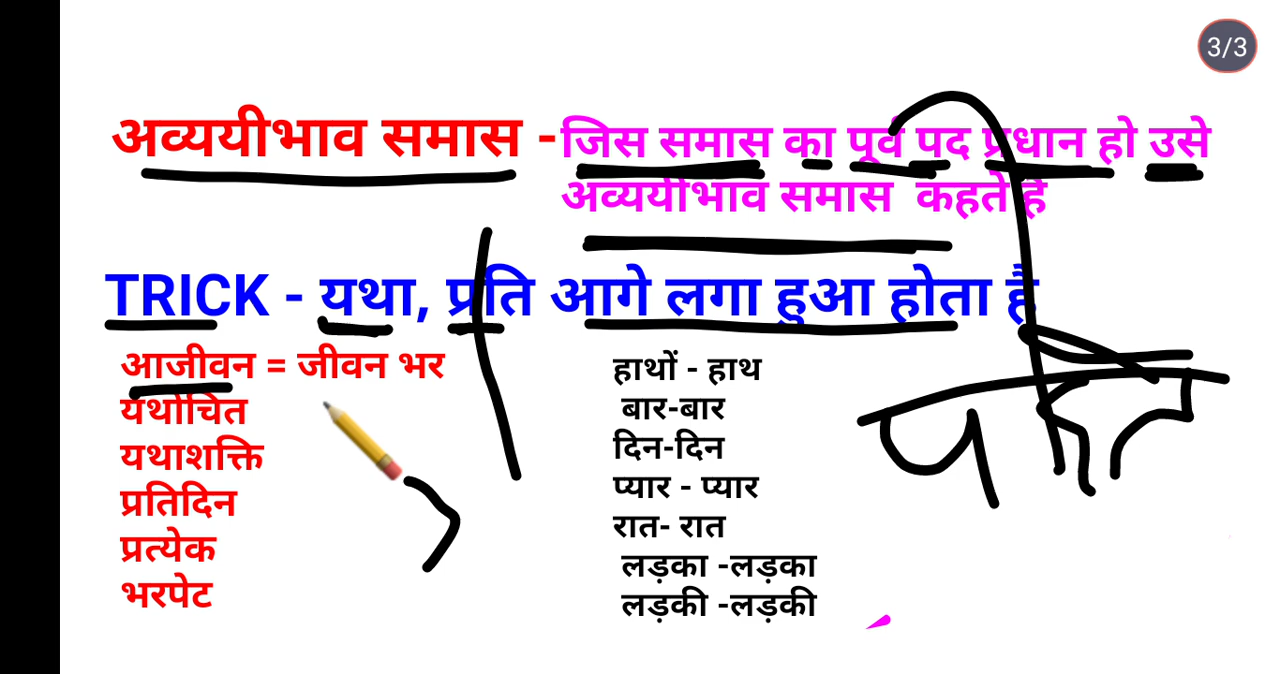 3/3
अव्ययीभाव समास - जिस समास का पूर्व पद प्रधान हो उसे
अव्ययीभाव समास कहते है
TRICK - यथा, प्रति आगे लगा हुआ होता है
आजीवन = जीवन भर
यथोचित
यथाशक्ति
प्रतिदिन
प्रत्येक
भरपेट
हाथों - हाथ
बार-बार
दिन-दिन
प्यार - प्यार
रात- रात
लड़का -लड़का
लड़की -लड़की